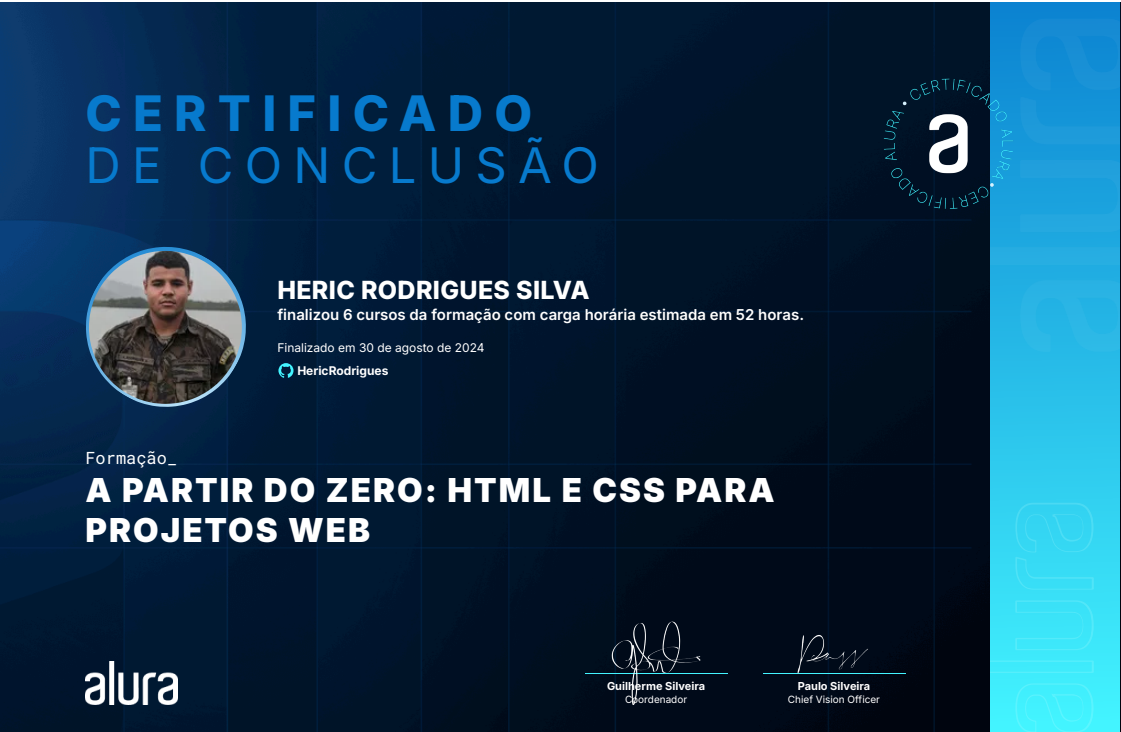 CERTIFICADO
DE CONCLUSÃO
CERTIFICADO ALURA • CERTIFICADO ALURA •
a
HERIC RODRIGUES SILVA
finalizou 6 cursos da formação com carga horária estimada em 52 horas.
Finalizado em 30 de agosto de 2024
HericRodrigues
Formação_
A PARTIR DO ZERO: HTML E CSS PARA
PROJETOS WEB
alura
Guilherme Silveira
Coordenador
Paulo Silveira
Chief Vision Officer
alura
alura